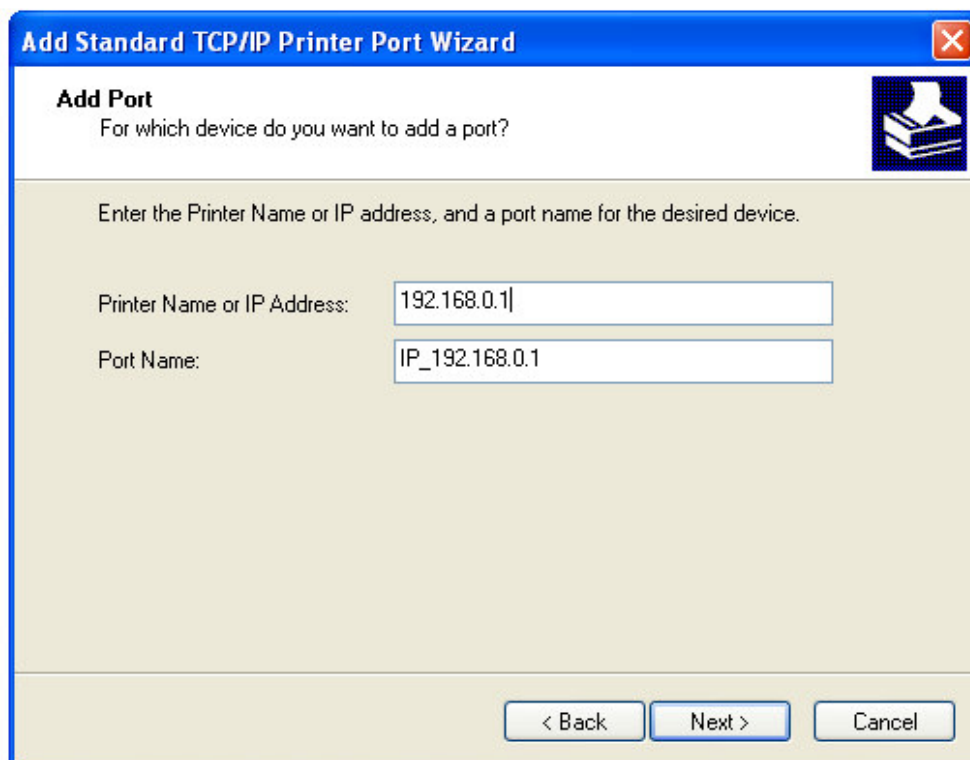 Add Standard TCP/IP Printer Port Wizard
Add Port
For which device do you want to add a port?
Enter the Printer Name or IP address, and a port name for the desired device.
Printer Name or IP Address: 192.168.0.1
Port Name: IP_192.168.0.1
< Back Next > Cancel